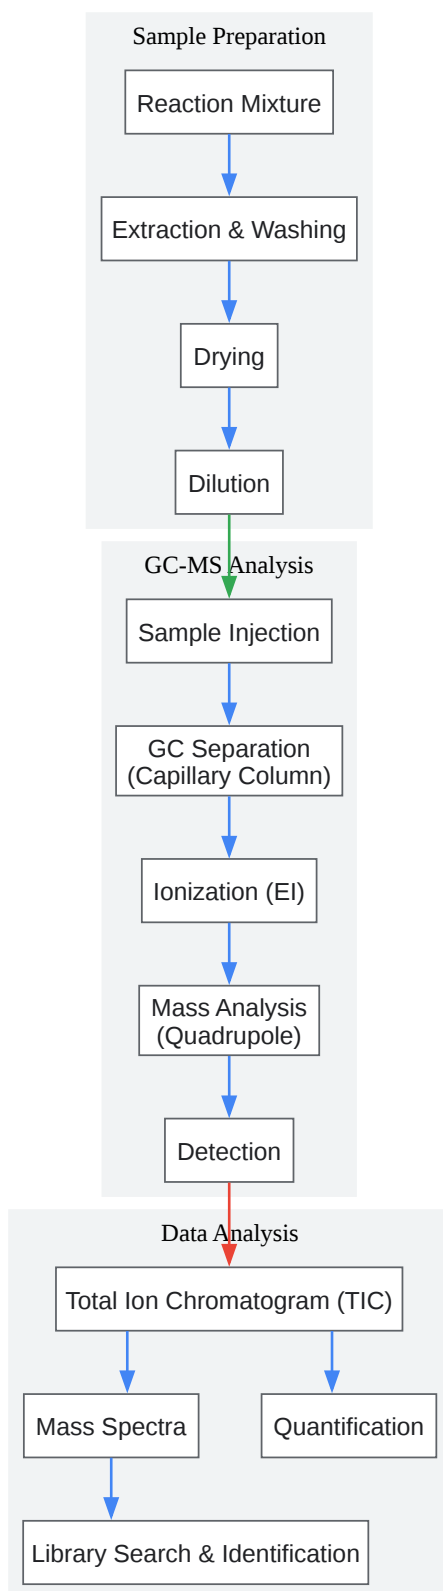 Sample Preparation
Reaction Mixture
Extraction & Washing
Drying
Dilution
GC-MS Analysis
Sample Injection
GC Separation
(Capillary Column)
Ionization (EI)
Mass Analysis
(Quadrupole)
Detection
Data Analysis
Total Ion Chromatogram (TIC)
Mass Spectra
Quantification
Library Search & Identification